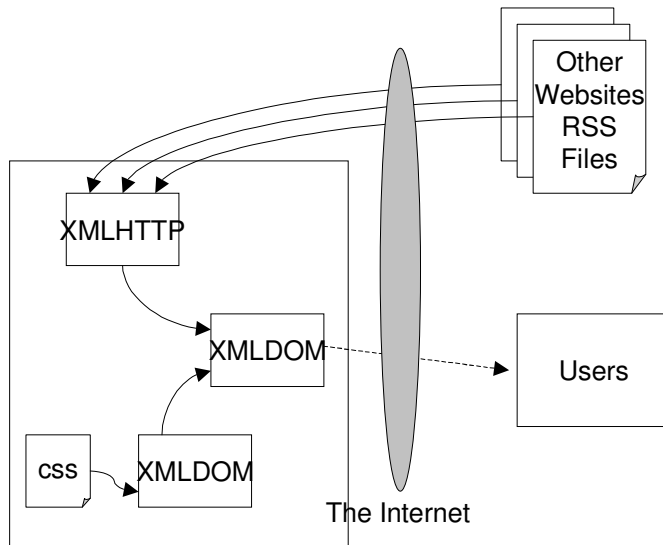 Other
Websites
RSS
Files
XMLHTTP
XMLDOM
Users
css
XMLDOM
The Internet